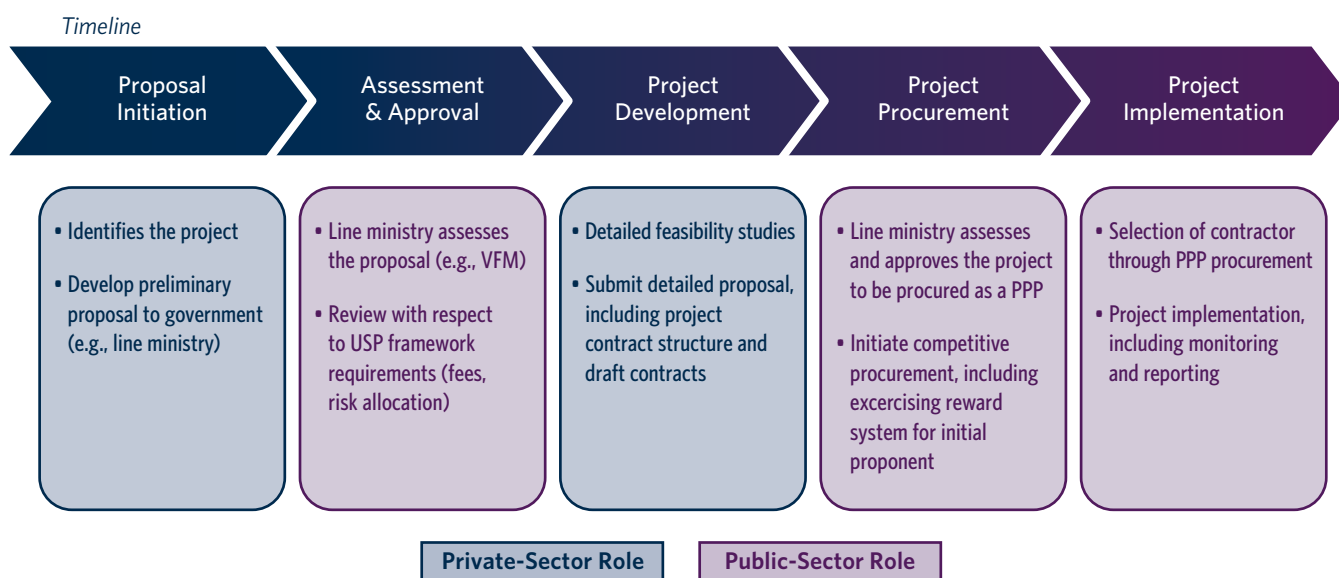 Timeline
Proposal
Initiation
Assessment
& Approval
Project
Development
Project
Procurement
Project
Implementation
• Identifies the project
• Develop preliminary
proposal to government
(e.g., line ministry)
• Line ministry assesses
the proposal (e.g., VFM)
• Review with respect
to USP framework
requirements (fees,
risk allocation)
• Detailed feasibility studies
• Submit detailed proposal,
including project
contract structure and
draft contracts
• Line ministry assesses
and approves the project
to be procured as a PPP
• Initiate competitive
procurement, including
excercising reward
system for initial
proponent
• Selection of contractor
through PPP procurement
• Project implementation,
including monitoring
and reporting
Private-Sector Role
Public-Sector Role